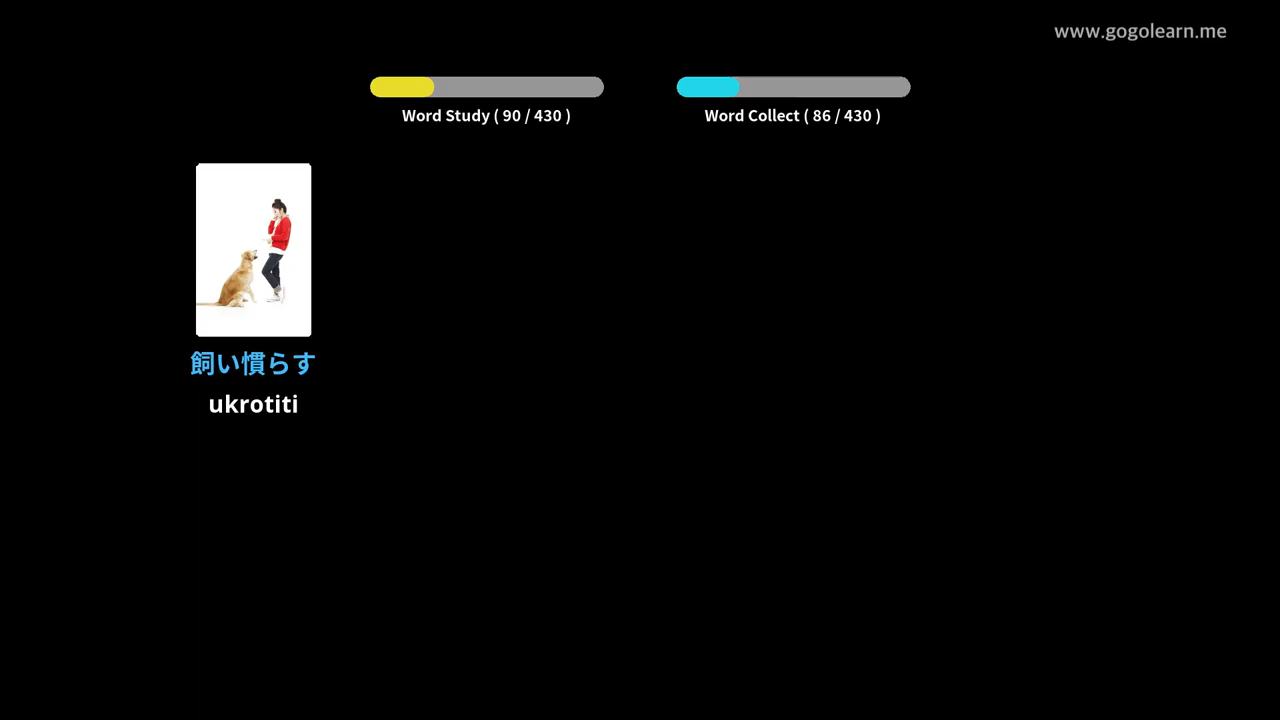 www.gogolearn.me
Word Study ( 90 / 430 )
Word Collect ( 86 / 430 )
飼い慣らす
ukrotiti